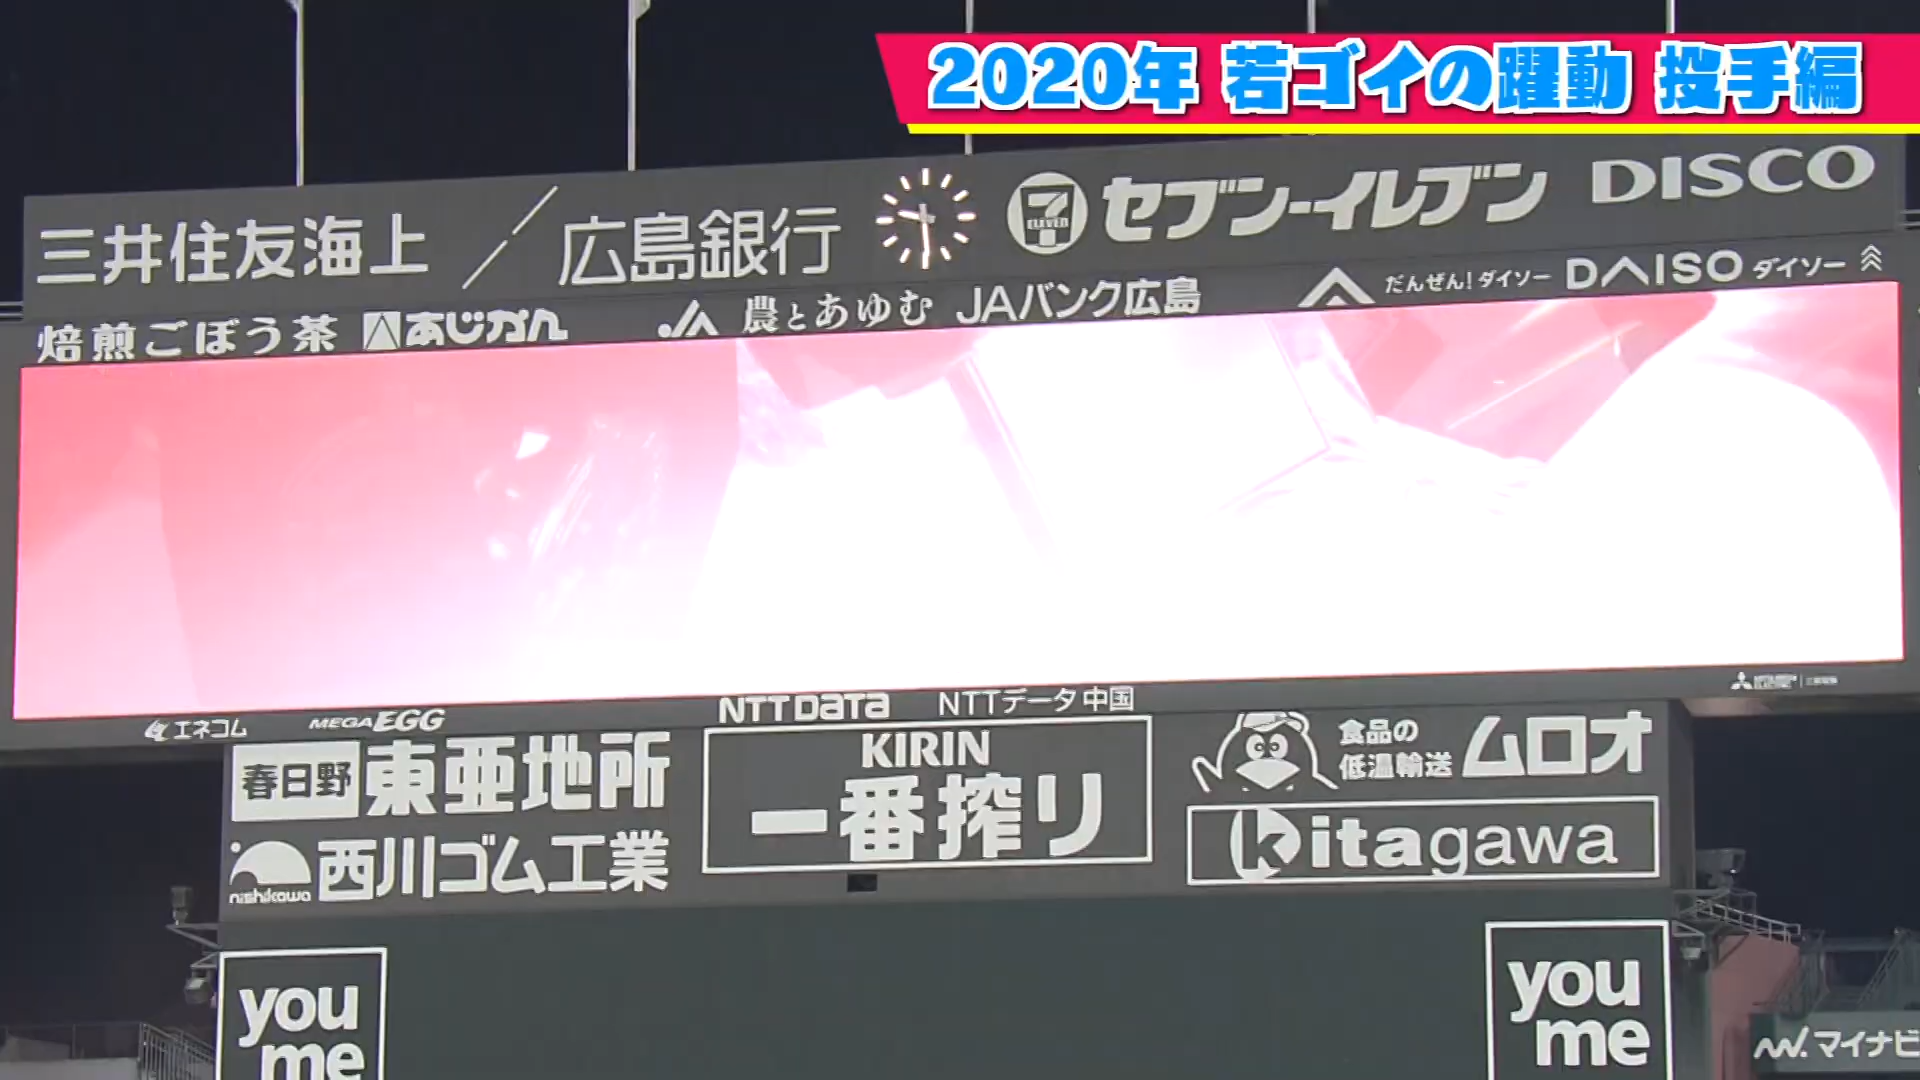 2020年 若ゴイの躍動 投手編
三井住友海上 / 広島銀行 7 ELEVEN セブン-イレブン DISCO
焙煎ごぼう茶 あじかん JA 農とあゆむ JAバンク広島 だんぜん!ダイソー DAISO ダイソー
エネコム MEGA EGG NTT DATA NTTデータ中国
春日野 東亜地所
nishikawa 西川ゴム工業
KIRIN
一番搾り
食品の
低温輸送 ムロオ
kitagawa
you
me
you
me
マイナビ